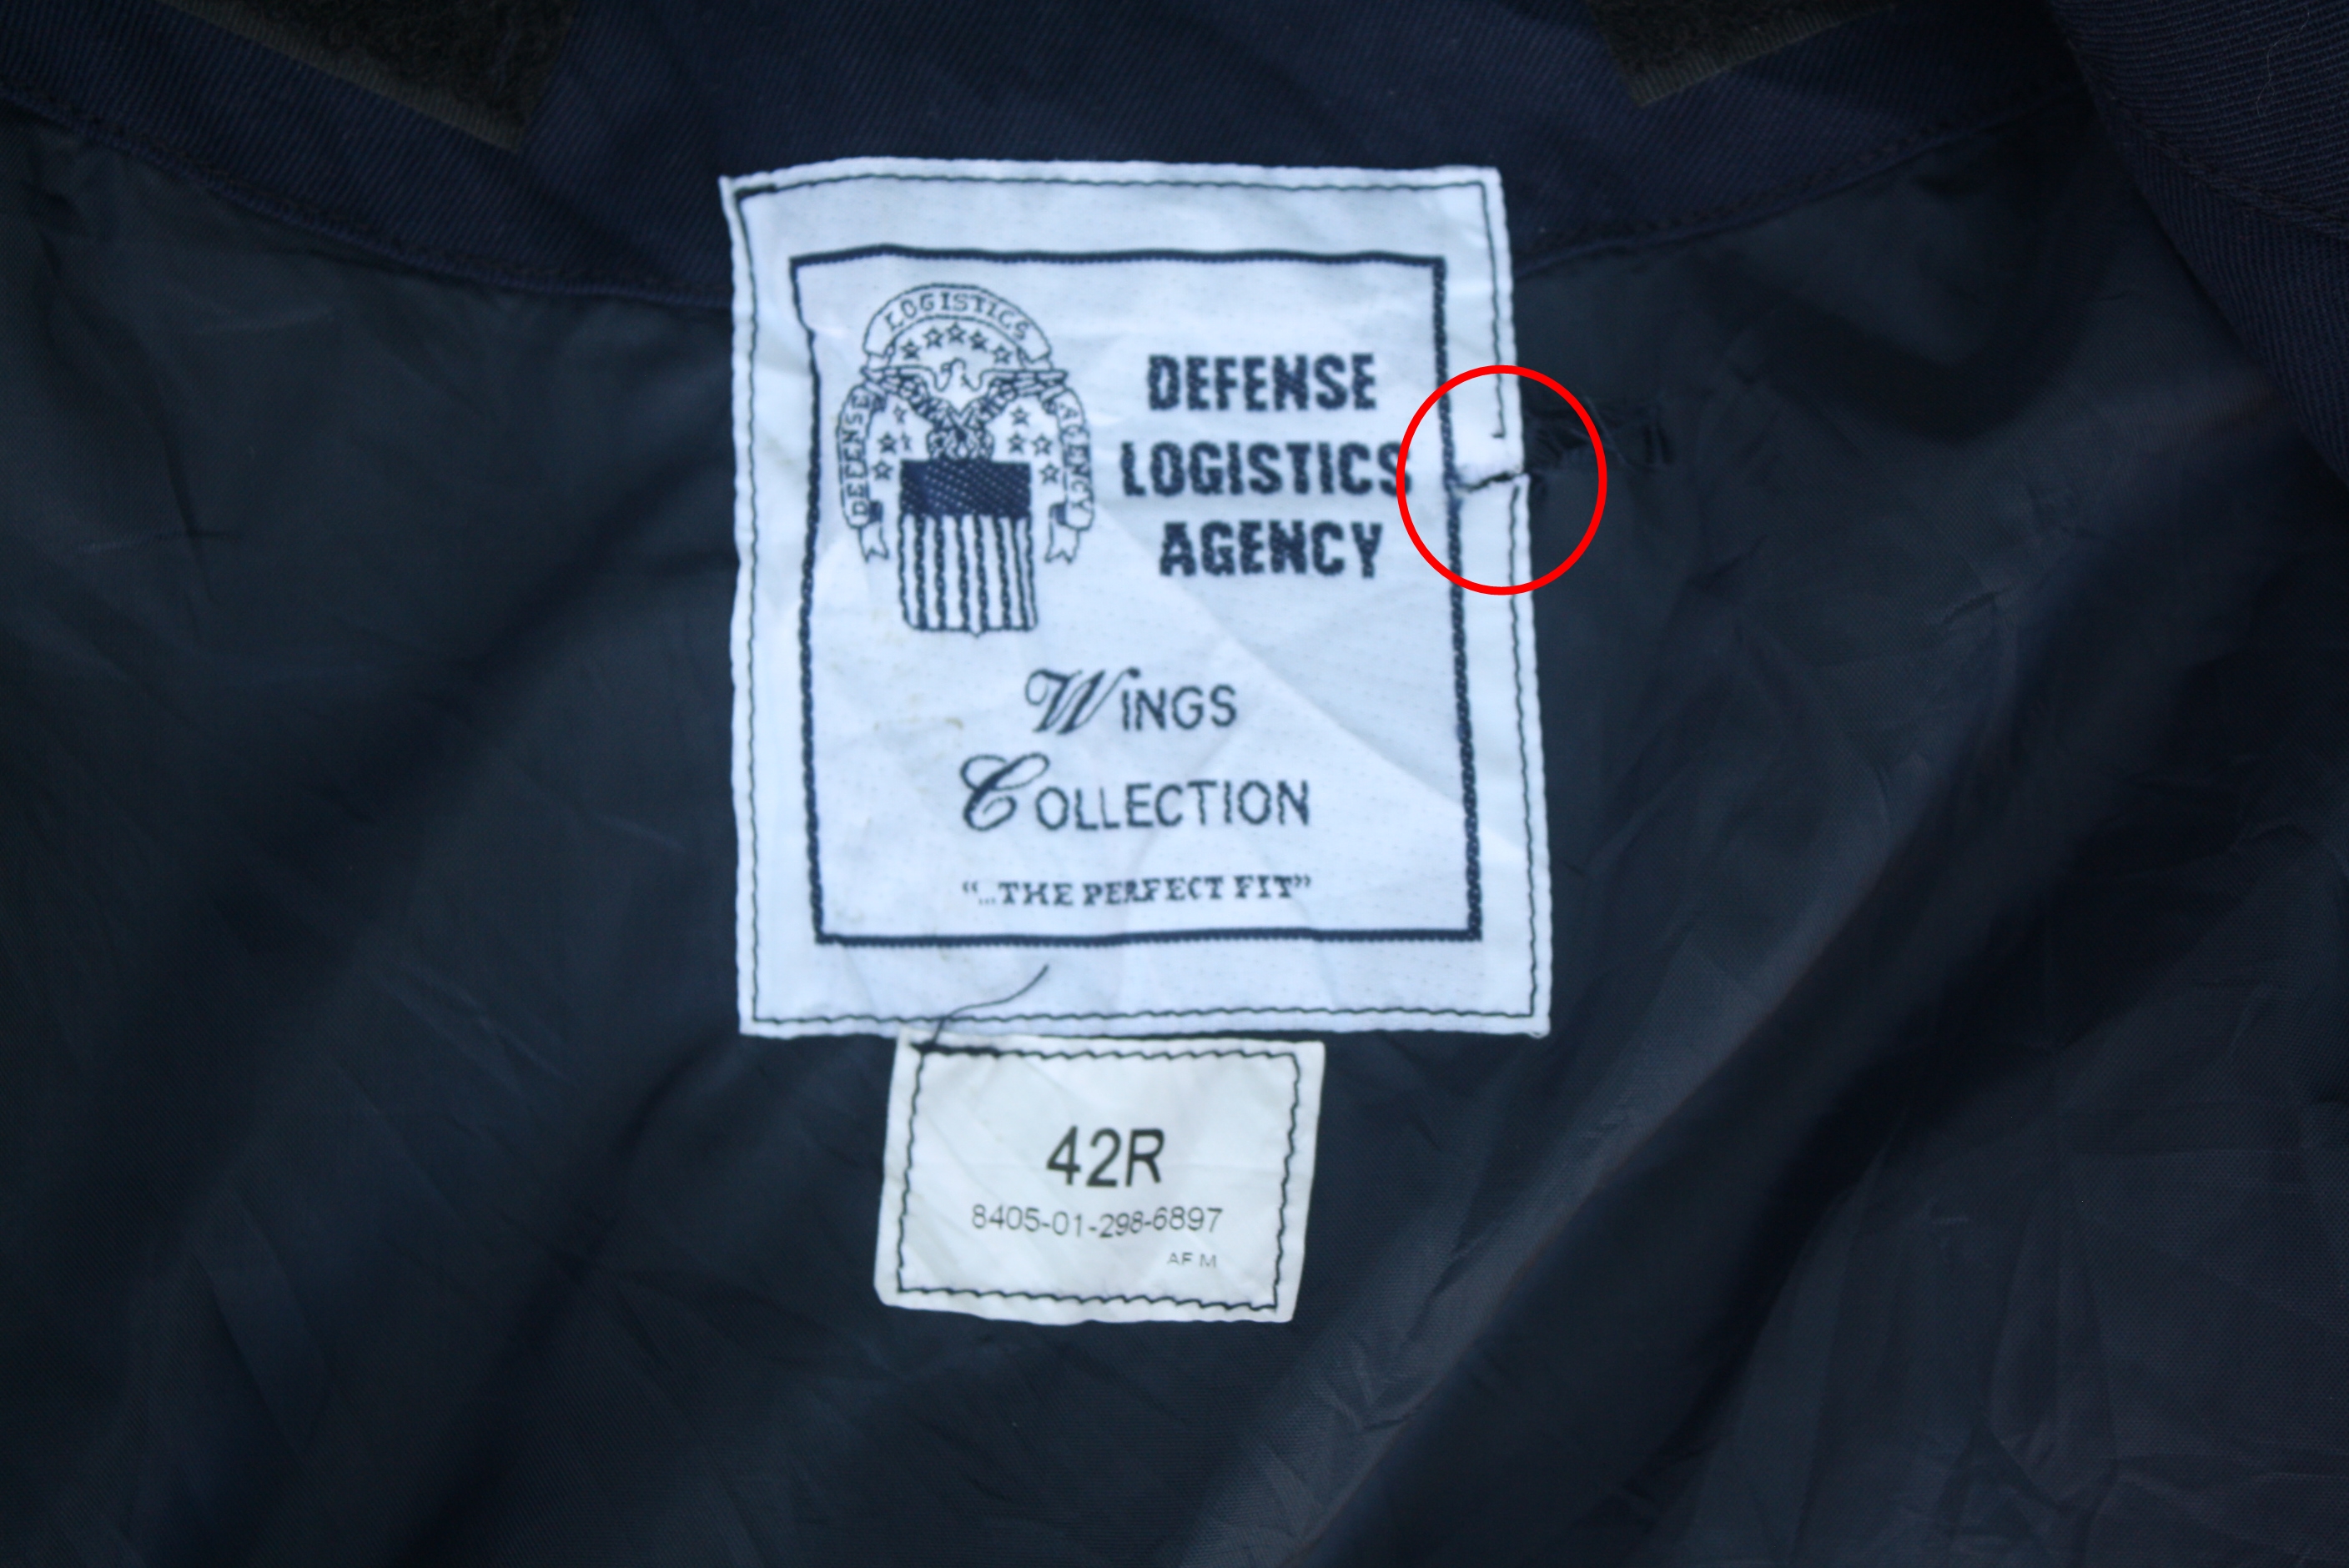 LOGISTICS
DEFENSE
AGENCY
DEFENSE
LOGISTICS
AGENCY
WINGS
COLLECTION
"...THE PERFECT FIT"
42R
8405-01-298-6897
AF M